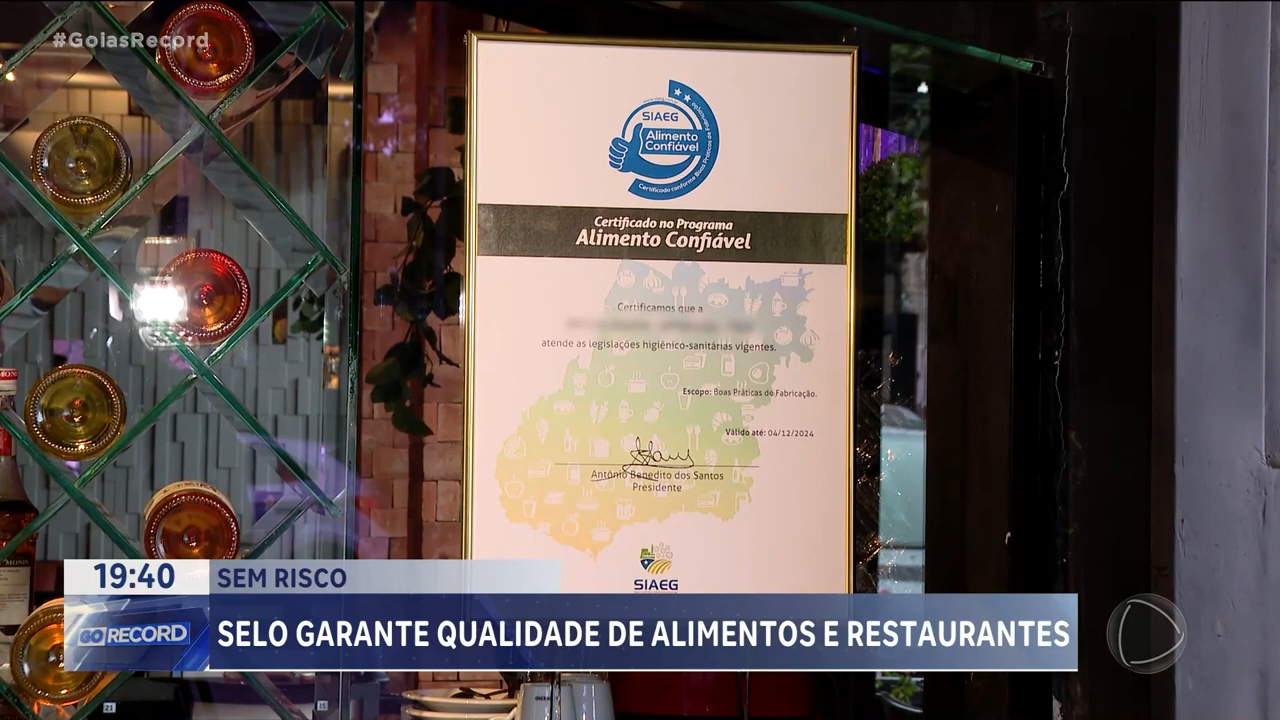 #GoiasRecord
SIAEG
Alimento
Confiável
Certificado conforme Boas Práticas de Fabricação
Certificado no Programa
Alimento Confiável
Certificamos que a
atende as legislações higiênico-sanitárias vigentes.
Escopo: Boas Práticas de Fabricação.
Válido até: 04/12/2024
Antônio Benedito dos Santos
Presidente
SIAEG
19:40
SEM RISCO
GO RECORD
SELO GARANTE QUALIDADE DE ALIMENTOS E RESTAURANTES
21
15